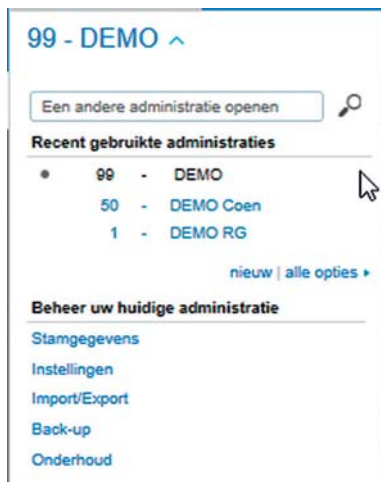 99 - DEMO
Een andere administratie openen
Recent gebruikte administraties
99 - DEMO
50 - DEMO Coen
1 - DEMO RG
nieuw | alle opties
Beheer uw huidige administratie
Stamgegevens
Instellingen
Import/Export
Back-up
Onderhoud